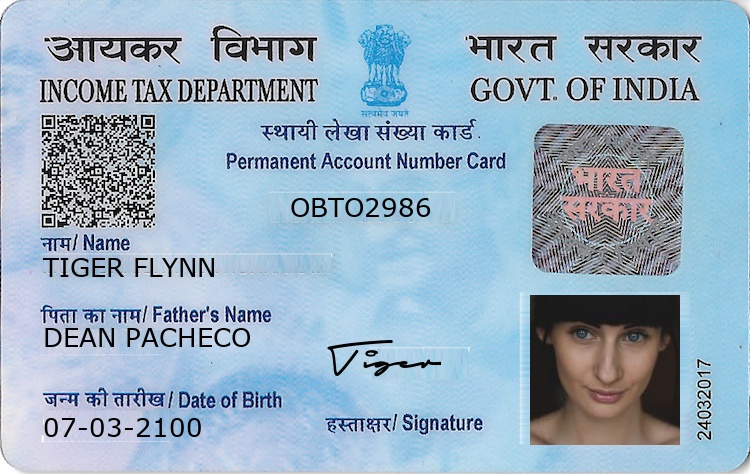 आयकर विभाग
INCOME TAX DEPARTMENT
सत्यमेव जयते
भारत सरकार
GOVT. OF INDIA
स्थायी लेखा संख्या कार्ड
Permanent Account Number Card
OBTO2986
भारत
सरकार
नाम/ Name
TIGER FLYNN
पिता का नाम/ Father's Name
DEAN PACHECO
जन्म की तारीख/ Date of Birth
07-03-2100
Tiger
हस्ताक्षर/ Signature
24032017